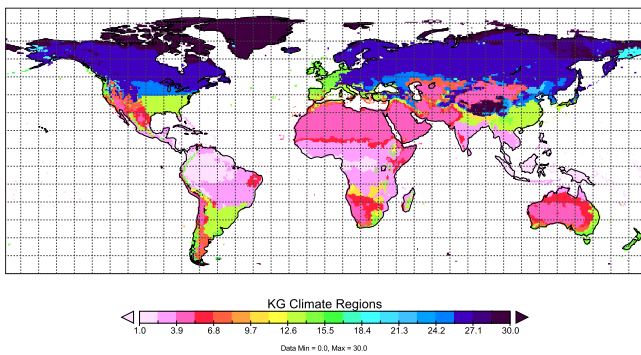 KG Climate Regions
1.0 3.9 6.8 9.7 12.6 15.5 18.4 21.3 24.2 27.1 30.0
Data Min = 0.0, Max = 30.0